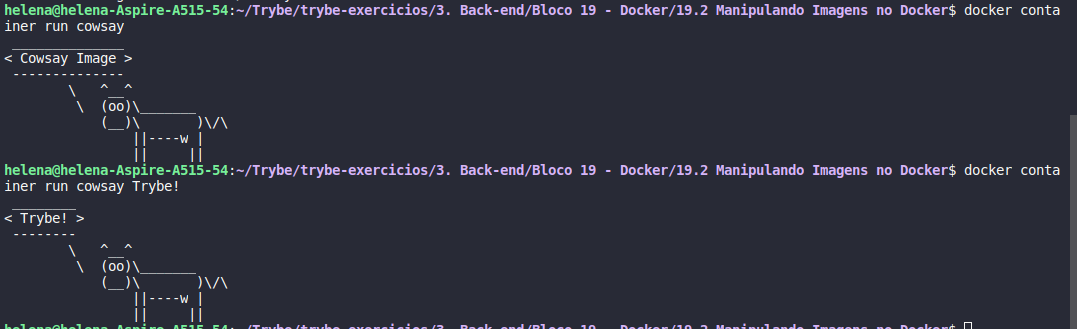 helena@helena-Aspire-A515-54:~/Trybe/trybe-exercicios/3. Back-end/Bloco 19 - Docker/19.2 Manipulando Imagens no Docker$ docker conta
iner run cowsay
 ______________
< Cowsay Image >
 --------------
        \   ^__^
         \  (oo)\_______
            (__)\       )\/\
                ||----w |
                ||     ||
helena@helena-Aspire-A515-54:~/Trybe/trybe-exercicios/3. Back-end/Bloco 19 - Docker/19.2 Manipulando Imagens no Docker$ docker conta
iner run cowsay Trybe!
 ________
< Trybe! >
 --------
        \   ^__^
         \  (oo)\_______
            (__)\       )\/\
                ||----w |
                ||     ||
helena@helena-Aspire-A515-54:~/Trybe/trybe-exercicios/3. Back-end/Bloco 19 - Docker/19.2 Manipulando Imagens no Docker$